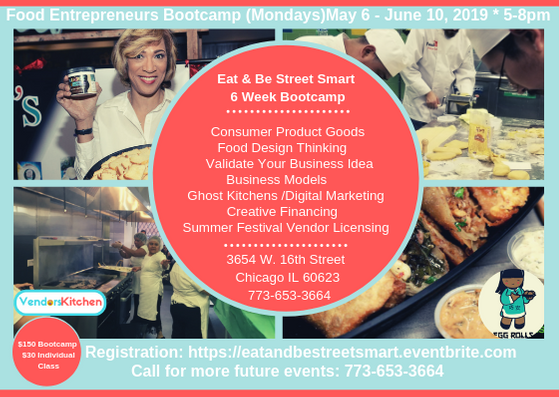 Food Entrepreneurs Bootcamp (Mondays)May 6 - June 10, 2019 * 5-8pm
'S
Eat & Be Street Smart
6 Week Bootcamp
Consumer Product Goods
Food Design Thinking
Validate Your Business Idea
Business Models
Ghost Kitchens /Digital Marketing
Creative Financing
Summer Festival Vendor Licensing
3654 W. 16th Street
Chicago IL 60623
773-653-3664
VendorsKitchen
EGG ROLLS
$150 Bootcamp
$30 Individual
Class
Registration: https://eatandbestreetsmart.eventbrite.com
Call for more future events: 773-653-3664